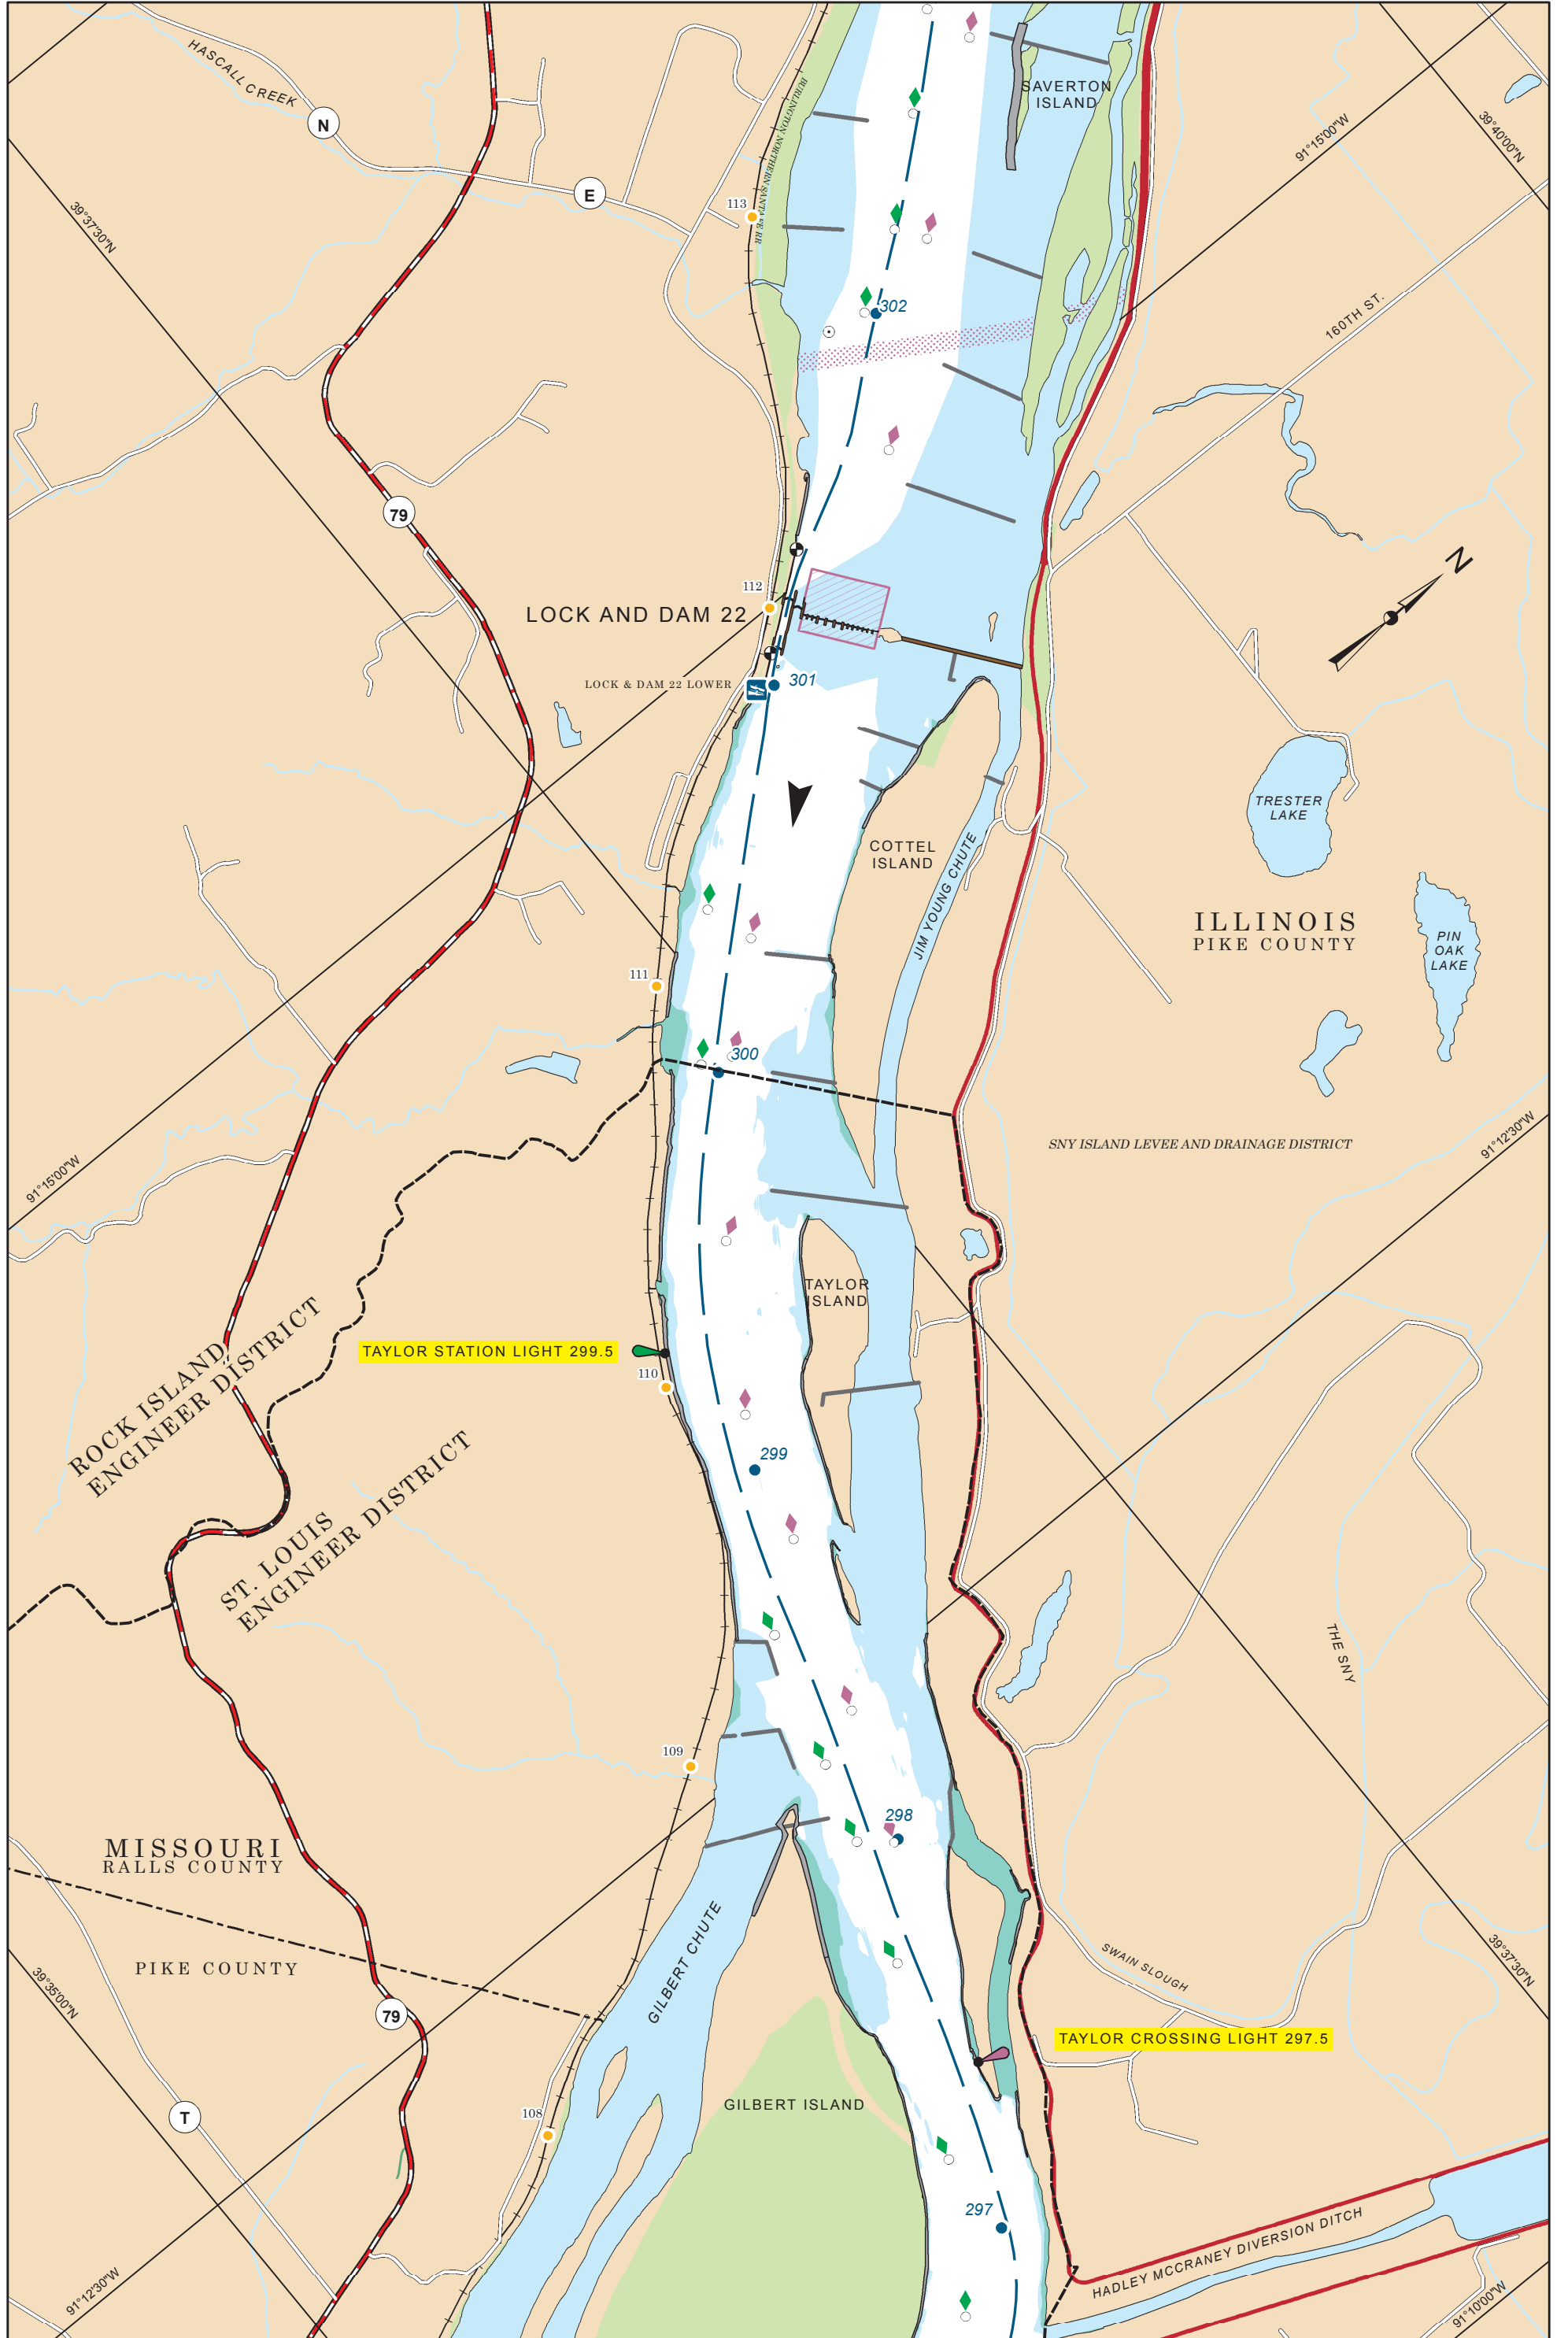 HASCALL CREEK
N
E
BURLINGTON NORTHERN SANTA FE RR
SAVERTON
ISLAND
91°15'00"W
39°40'00"N
39°37'30"N
113
302
160TH ST.
79
112
LOCK AND DAM 22
LOCK & DAM 22 LOWER
301
N
TRESTER
LAKE
COTTEL
ISLAND
JIM YOUNG CHUTE
ILLINOIS
PIKE COUNTY
PIN
OAK
LAKE
111
300
SNY ISLAND LEVEE AND DRAINAGE DISTRICT
91°12'30"W
91°15'00"W
TAYLOR
ISLAND
ROCK ISLAND
ENGINEER DISTRICT
TAYLOR STATION LIGHT 299.5
110
299
ST. LOUIS
ENGINEER DISTRICT
THE SNY
109
298
MISSOURI
RALLS COUNTY
PIKE COUNTY
GILBERT CHUTE
SWAIN SLOUGH
39°37'30"N
39°35'00"N
79
TAYLOR CROSSING LIGHT 297.5
T
108
GILBERT ISLAND
297
HADLEY MCCRANEY DIVERSION DITCH
91°12'30"W
91°10'00"W